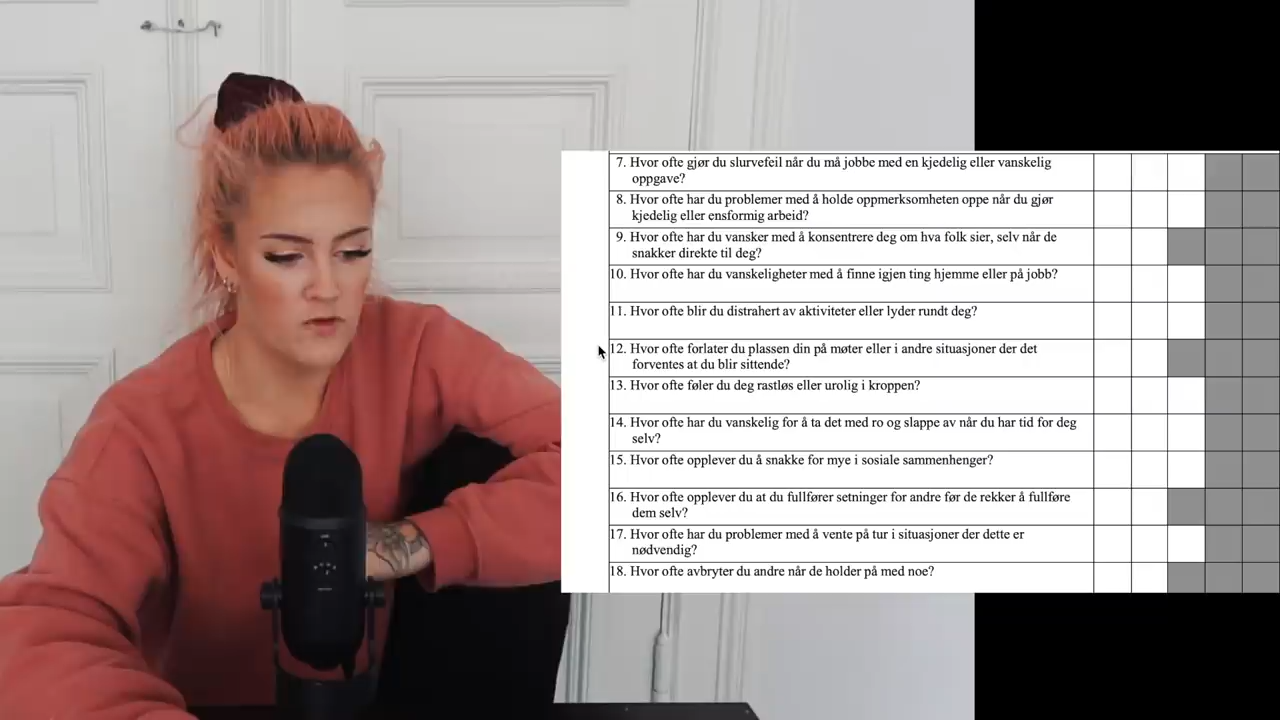 7. Hvor ofte gjør du slurvefeil når du må jobbe med en kjedelig eller vanskelig
oppgave?
8. Hvor ofte har du problemer med å holde oppmerksomheten oppe når du gjør
kjedelig eller ensformig arbeid?
9. Hvor ofte har du vansker med å konsentrere deg om hva folk sier, selv når de
snakker direkte til deg?
10. Hvor ofte har du vanskeligheter med å finne igjen ting hjemme eller på jobb?
11. Hvor ofte blir du distrahert av aktiviteter eller lyder rundt deg?
12. Hvor ofte forlater du plassen din på møter eller i andre situasjoner der det
forventes at du blir sittende?
13. Hvor ofte føler du deg rastløs eller urolig i kroppen?
14. Hvor ofte har du vanskelig for å ta det med ro og slappe av når du har tid for deg
selv?
15. Hvor ofte opplever du å snakke for mye i sosiale sammenhenger?
16. Hvor ofte opplever du at du fullfører setninger for andre før de rekker å fullføre
dem selv?
17. Hvor ofte har du problemer med å vente på tur i situasjoner der dette er
nødvendig?
18. Hvor ofte avbryter du andre når de holder på med noe?